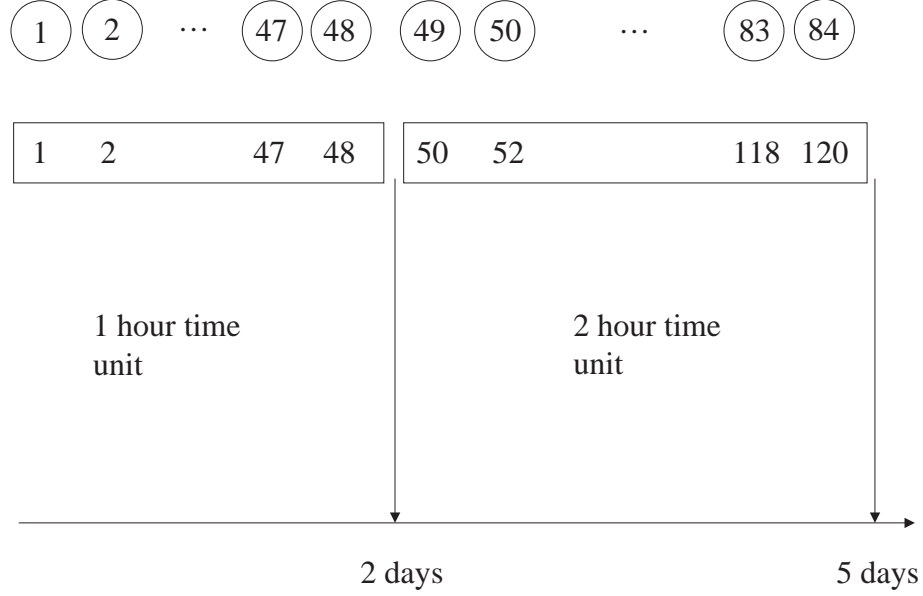 1 2 ... 47 48 49 50 ... 83 84
1 2 47 48 50 52 118 120
1 hour time
unit
2 hour time
unit
2 days 5 days